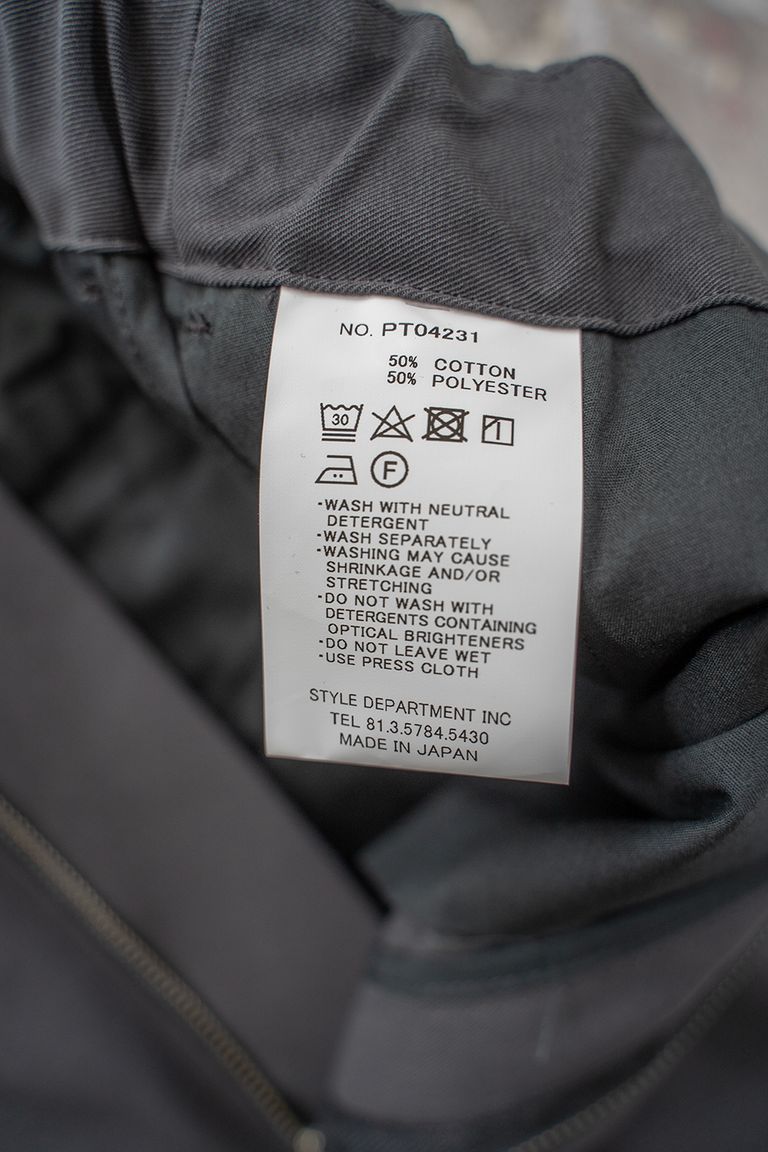 NO. PT04231
50% COTTON
50% POLYESTER
30
F
·WASH WITH NEUTRAL
DETERGENT
·WASH SEPARATELY
·WASHING MAY CAUSE
SHRINKAGE AND/OR
STRETCHING
·DO NOT WASH WITH
DETERGENTS CONTAINING
OPTICAL BRIGHTENERS
·DO NOT LEAVE WET
·USE PRESS CLOTH
STYLE DEPARTMENT INC
TEL 81.3.5784.5430
MADE IN JAPAN